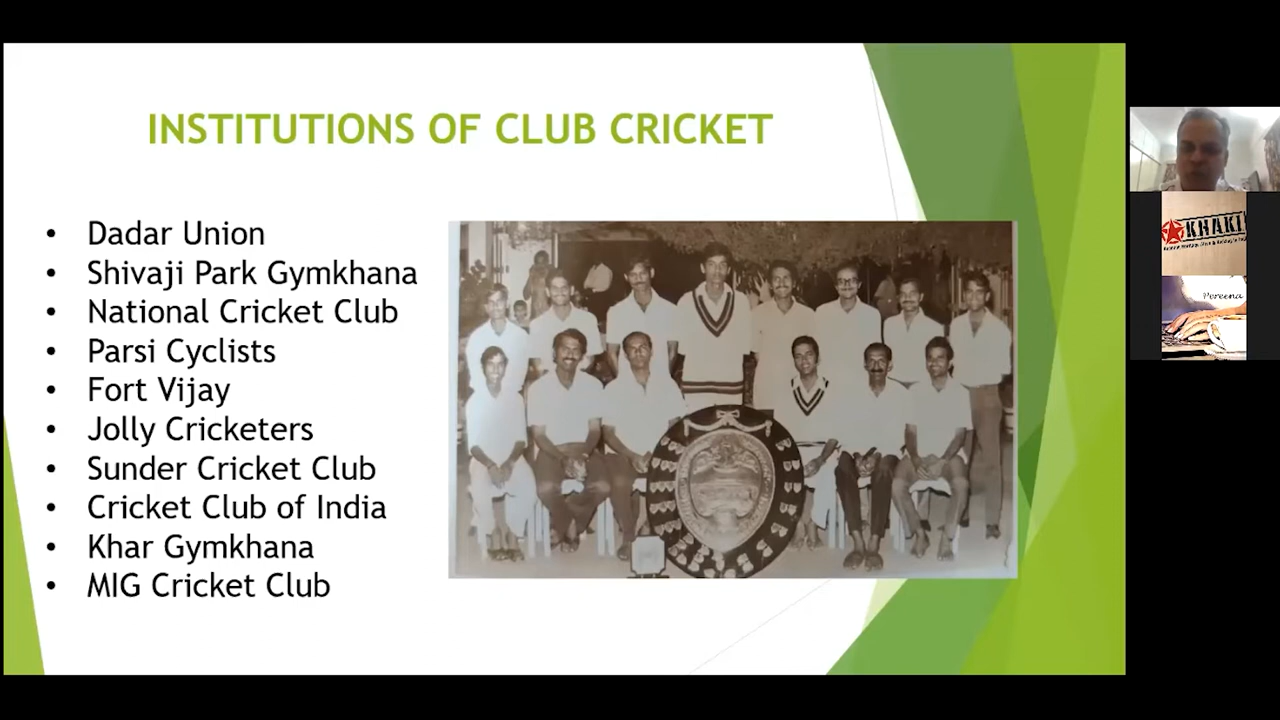 INSTITUTIONS OF CLUB CRICKET
• Dadar Union
• Shivaji Park Gymkhana
• National Cricket Club
• Parsi Cyclists
• Fort Vijay
• Jolly Cricketers
• Sunder Cricket Club
• Cricket Club of India
• Khar Gymkhana
• MIG Cricket Club
KHAKI
Pereena